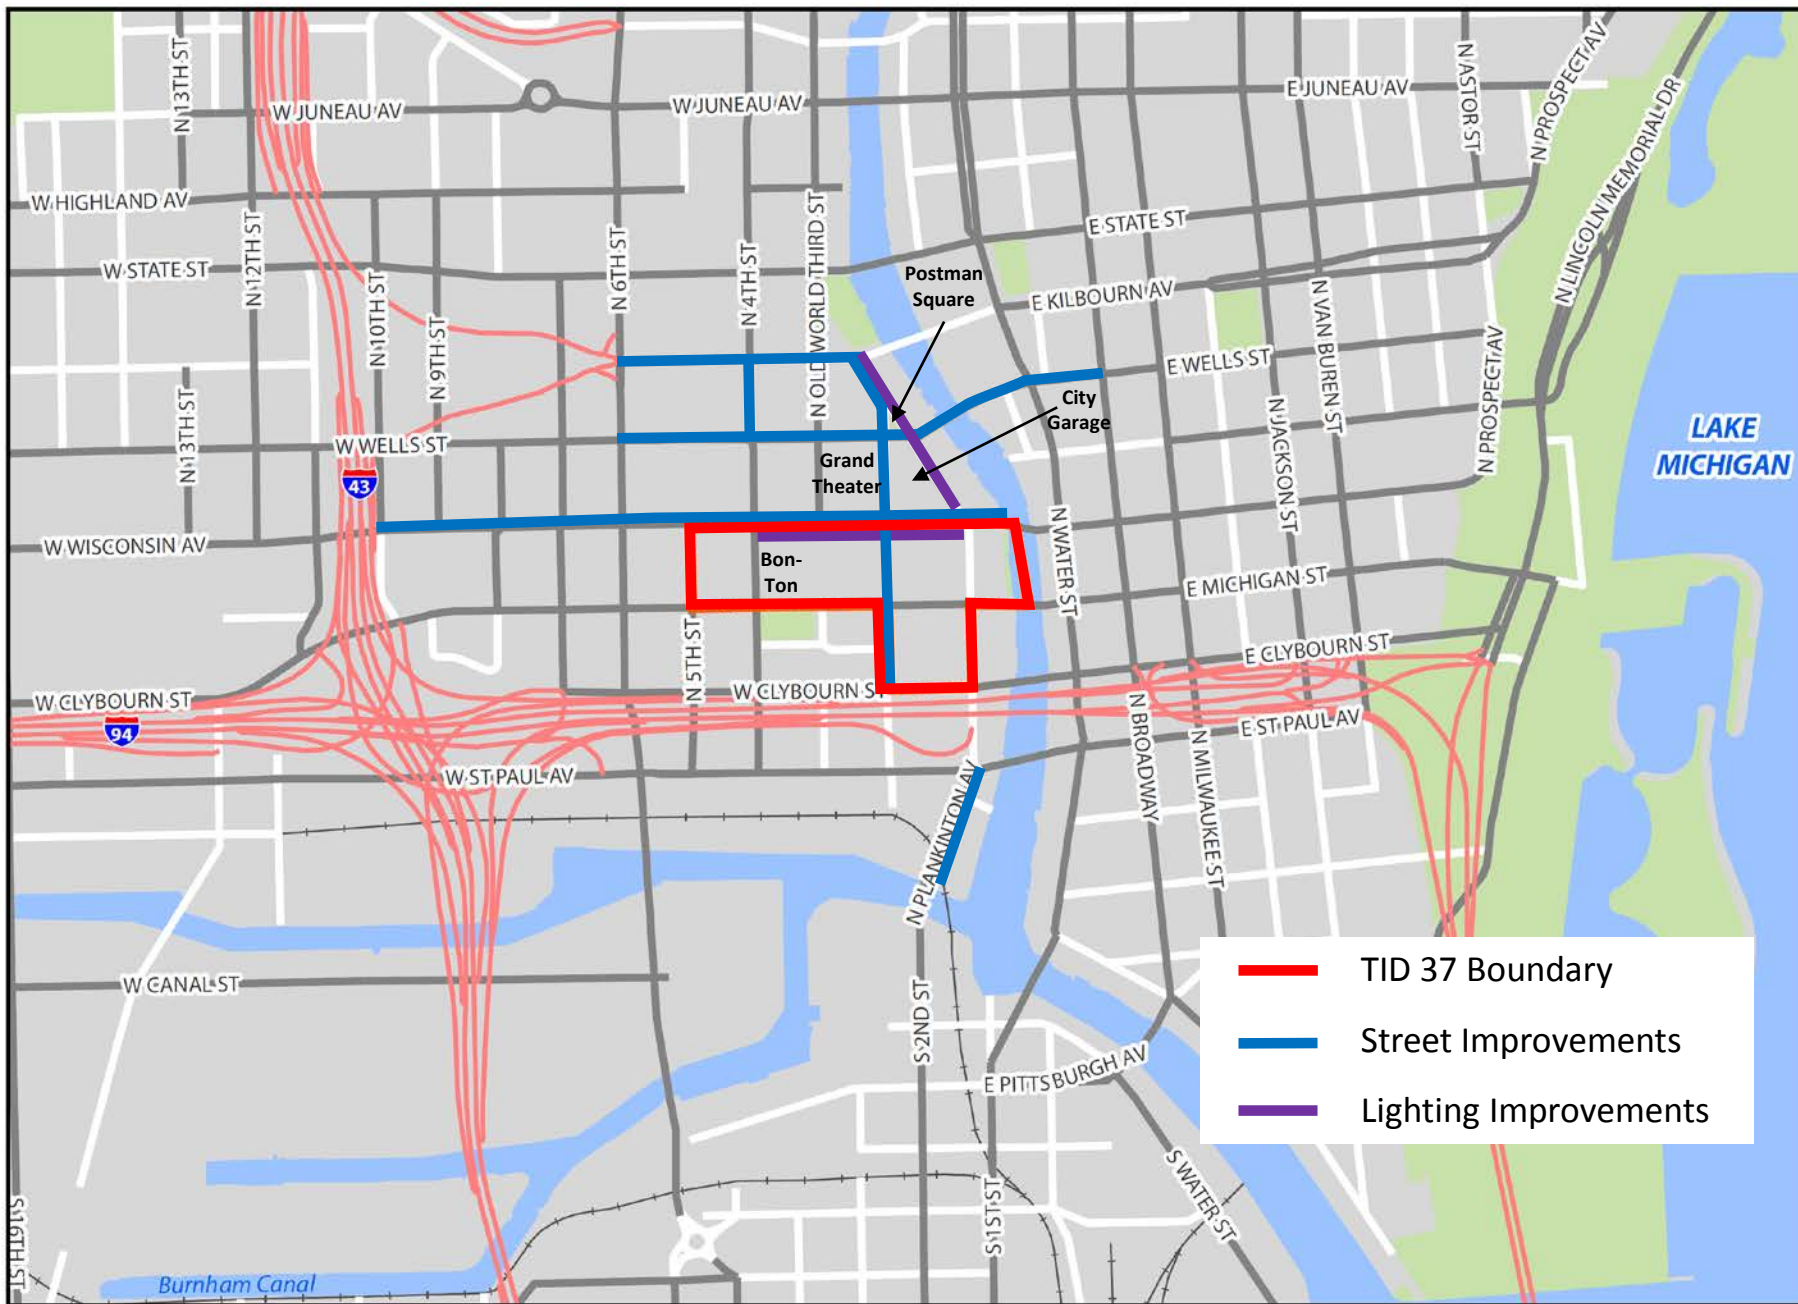 N 13TH ST
W JUNEAU AV
W JUNEAU AV
E JUNEAU AV
N ASTOR ST
N PROSPECT AV
N LINCOLN MEMORIAL DR
W HIGHLAND AV
N 12TH ST
N 6TH ST
N 4TH ST
N OLD WORLD THIRD ST
E STATE ST
W STATE ST
N 10TH ST
N 9TH ST
Postman
Square
E KILBOURN AV
N VAN BUREN ST
N PROSPECT AV
E WELLS ST
N 13TH ST
W WELLS ST
City
Garage
N JACKSON ST
LAKE
MICHIGAN
43
Grand
Theater
W WISCONSIN AV
N WATER ST
Bon-
Ton
E MICHIGAN ST
N 5TH ST
E CLYBOURN ST
W CLYBOURN ST
W CLYBOURN ST
94
N BROADWAY
N MILWAUKEE ST
E ST PAUL AV
W ST PAUL AV
N PLANKINTON AV
W CANAL ST
S 2ND ST
TID 37 Boundary
Street Improvements
Lighting Improvements
E PITTSBURGH AV
S 1ST ST
S WATER ST
S 16TH ST
Burnham Canal